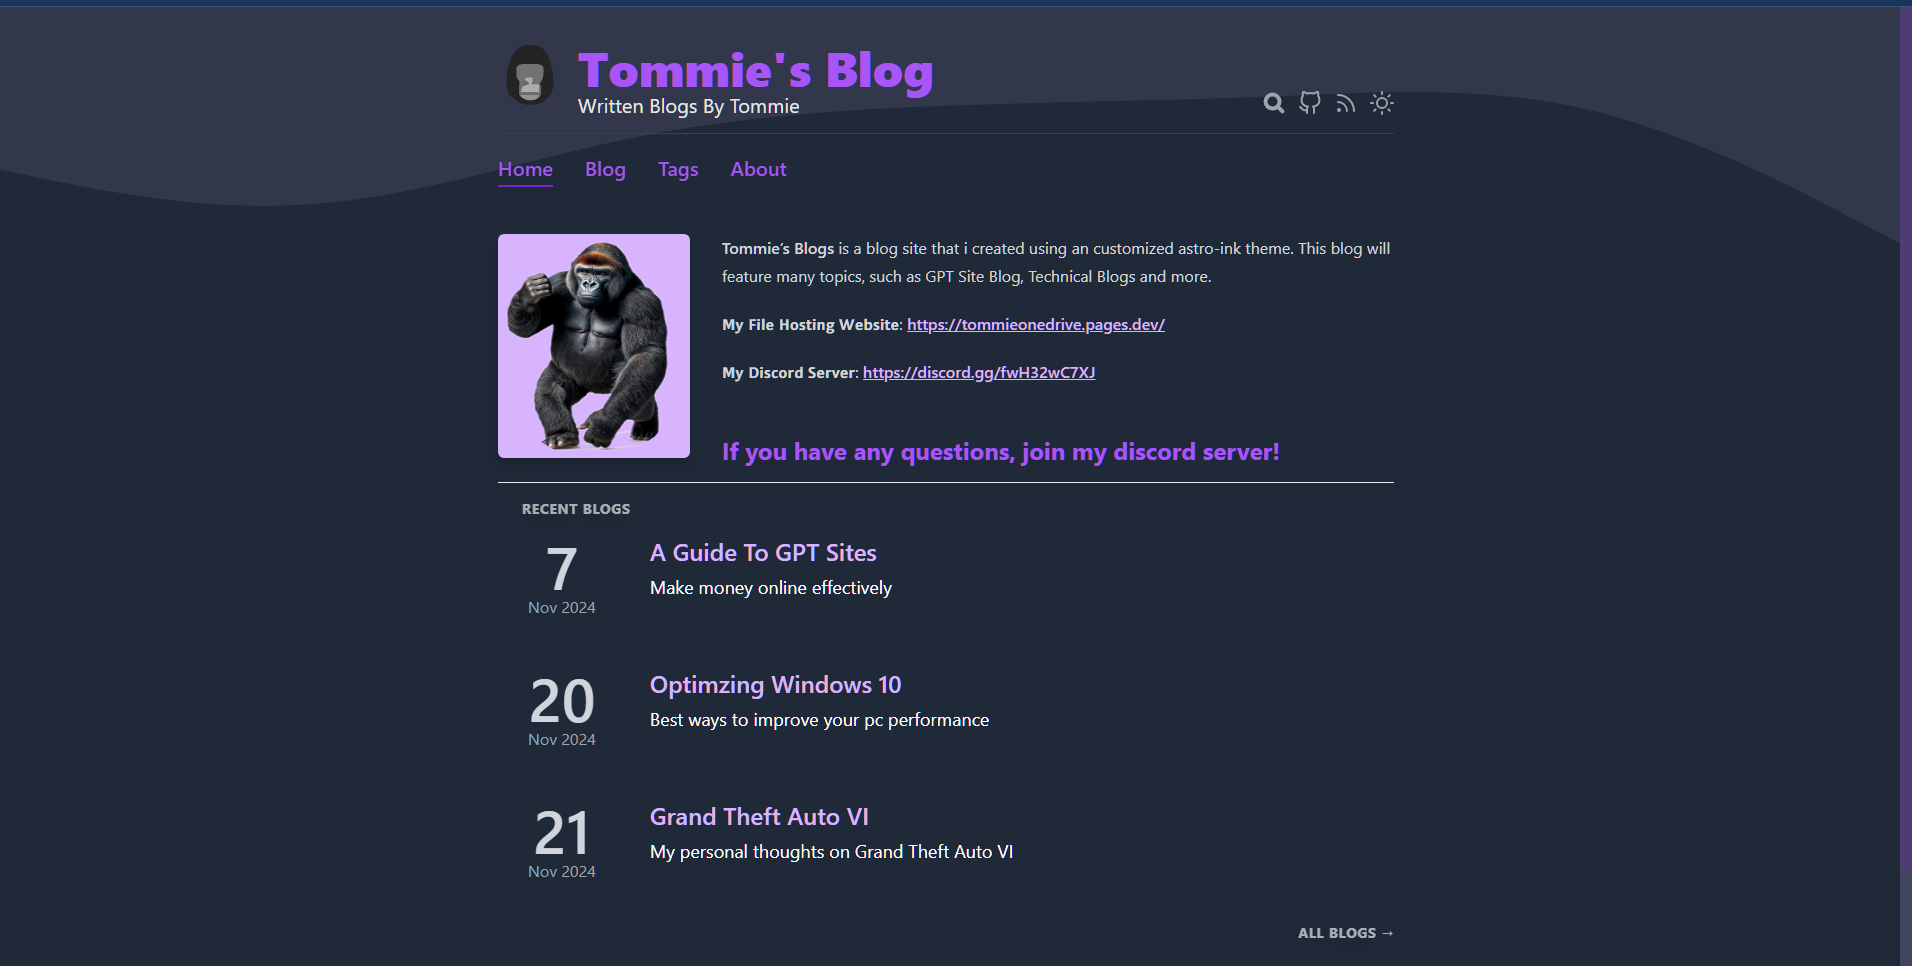 Tommie's Blog
Written Blogs By Tommie
Home Blog Tags About
Tommie's Blogs is a blog site that i created using an customized astro-ink theme. This blog will
feature many topics, such as GPT Site Blog, Technical Blogs and more.
My File Hosting Website: https://tommieonedrive.pages.dev/
My Discord Server: https://discord.gg/fwH32wC7XJ
If you have any questions, join my discord server!
RECENT BLOGS
7
Nov 2024
A Guide To GPT Sites
Make money online effectively
20
Nov 2024
Optimzing Windows 10
Best ways to improve your pc performance
21
Nov 2024
Grand Theft Auto VI
My personal thoughts on Grand Theft Auto VI
ALL BLOGS →